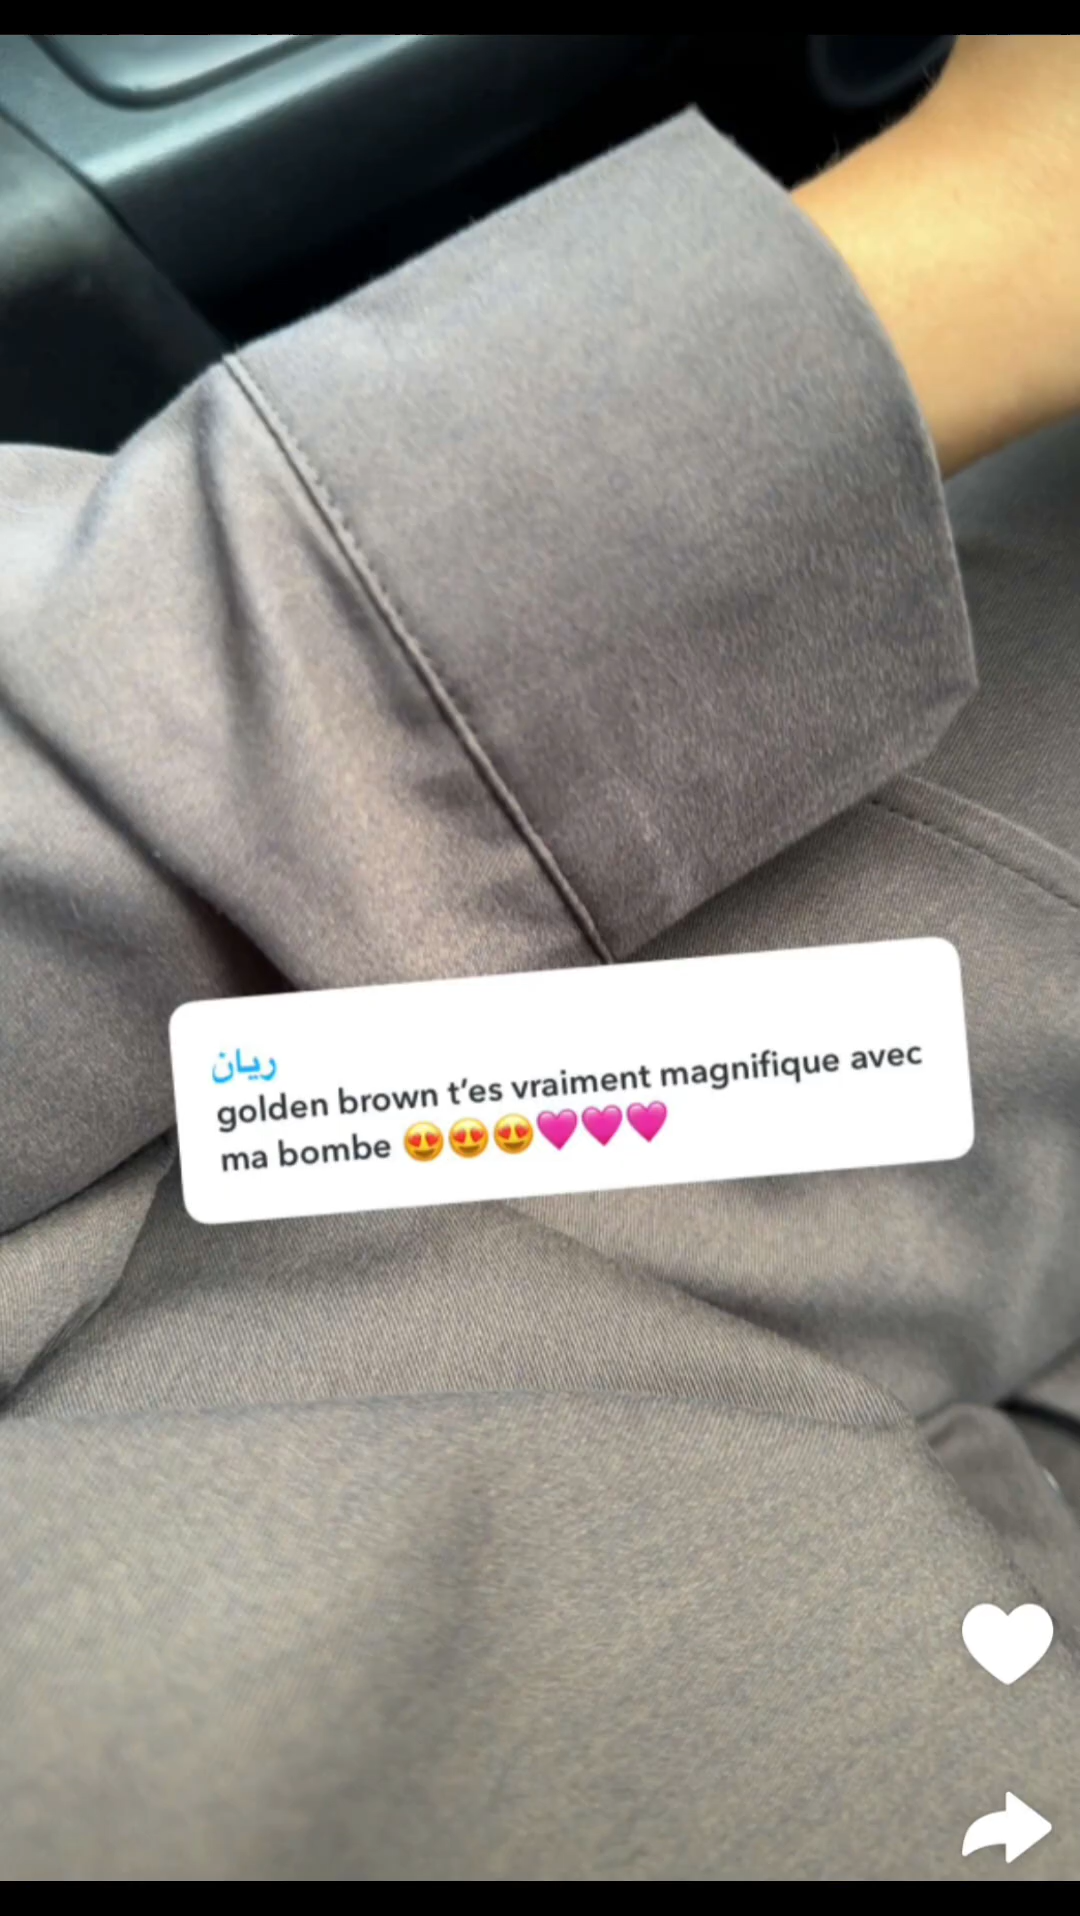 ريان
golden brown t’es vraiment magnifique avec
ma bombe 😍😍😍🩷🩷🩷